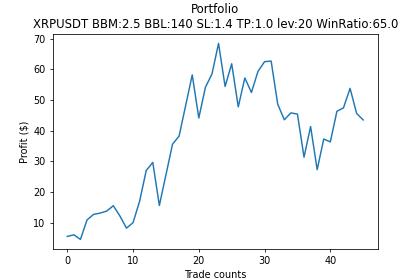 Portfolio
XRPUSDT BBM:2.5 BBL:140 SL:1.4 TP:1.0 lev:20 WinRatio:65.0
70
60
50
40
30
20
10
Profit ($)
0 10 20 30 40
Trade counts